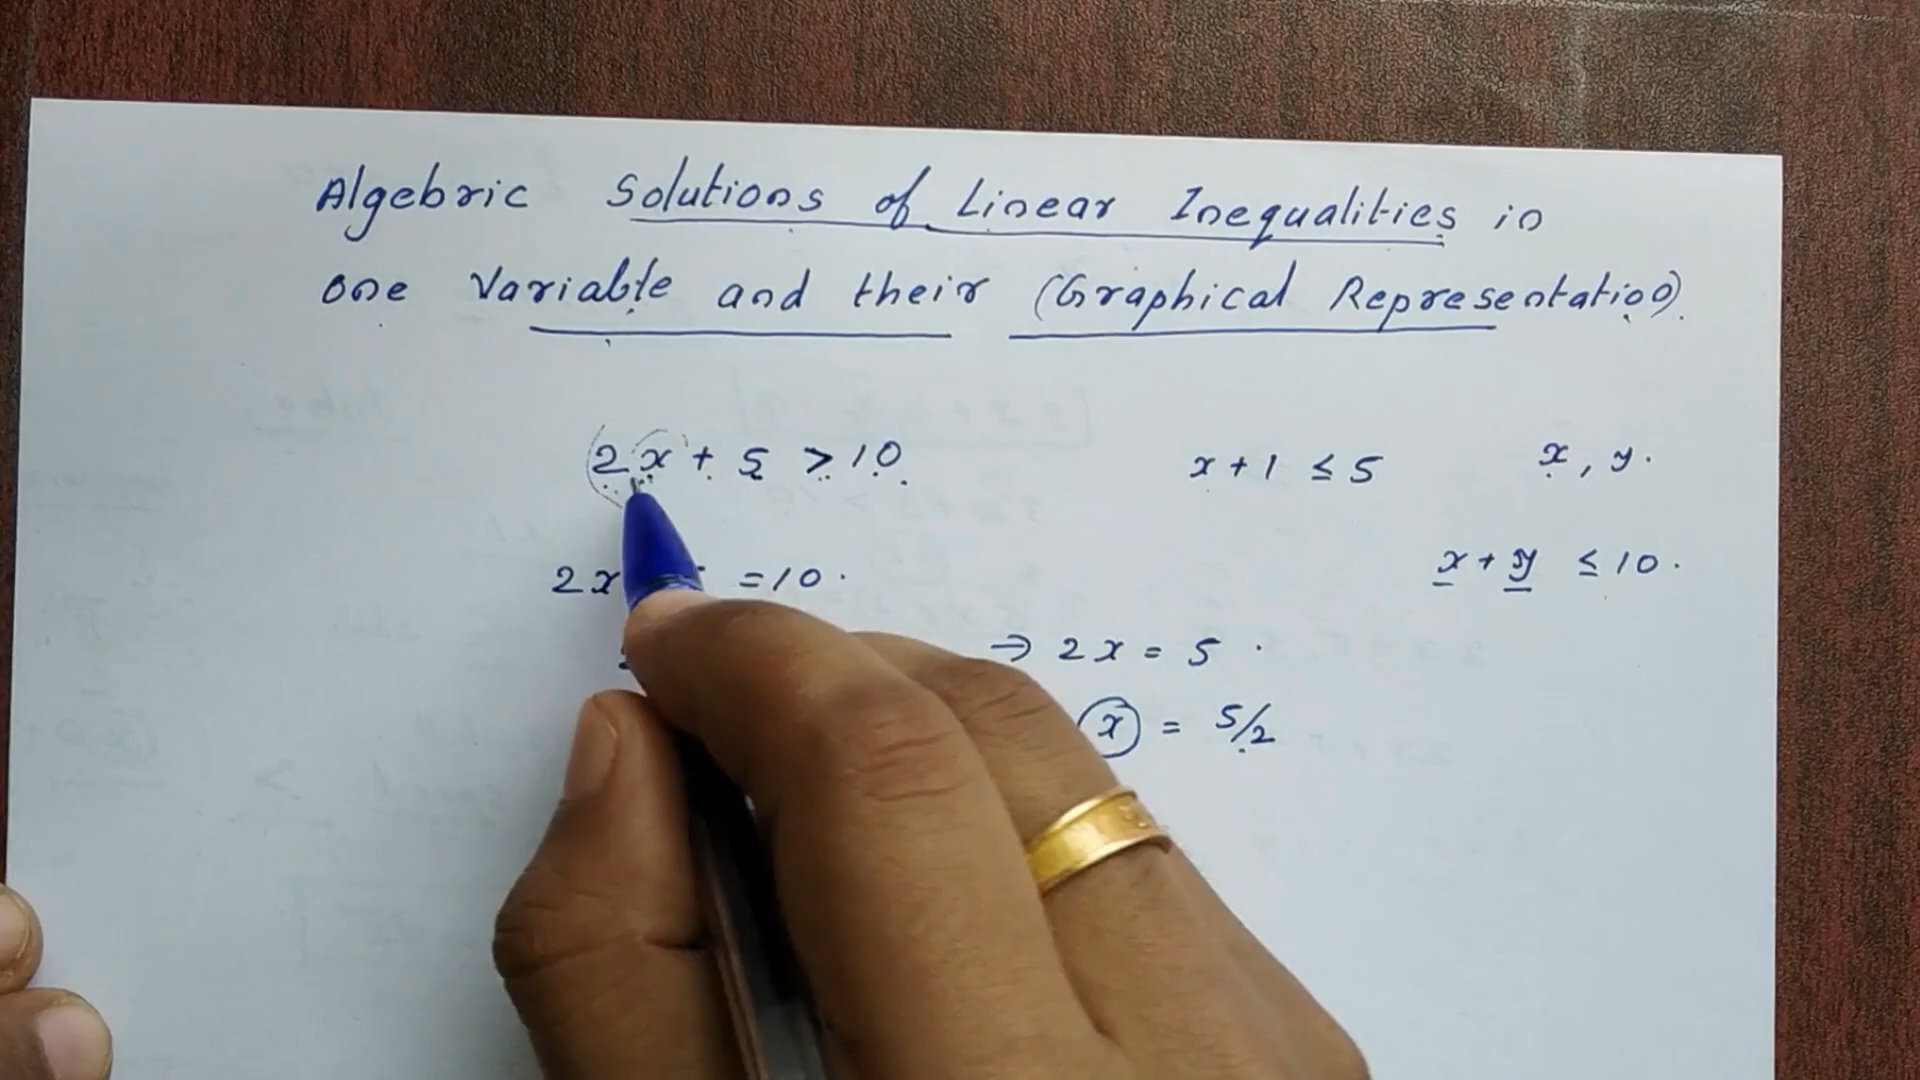 Algebric Solutions of Linear Inequalities in
one Variable and their (Graphical Representation).
2x + 5 > 10.
x + 1 ≤ 5
x, y.
2x = 10.
x + y ≤ 10.
→ 2x = 5
x = 5/2